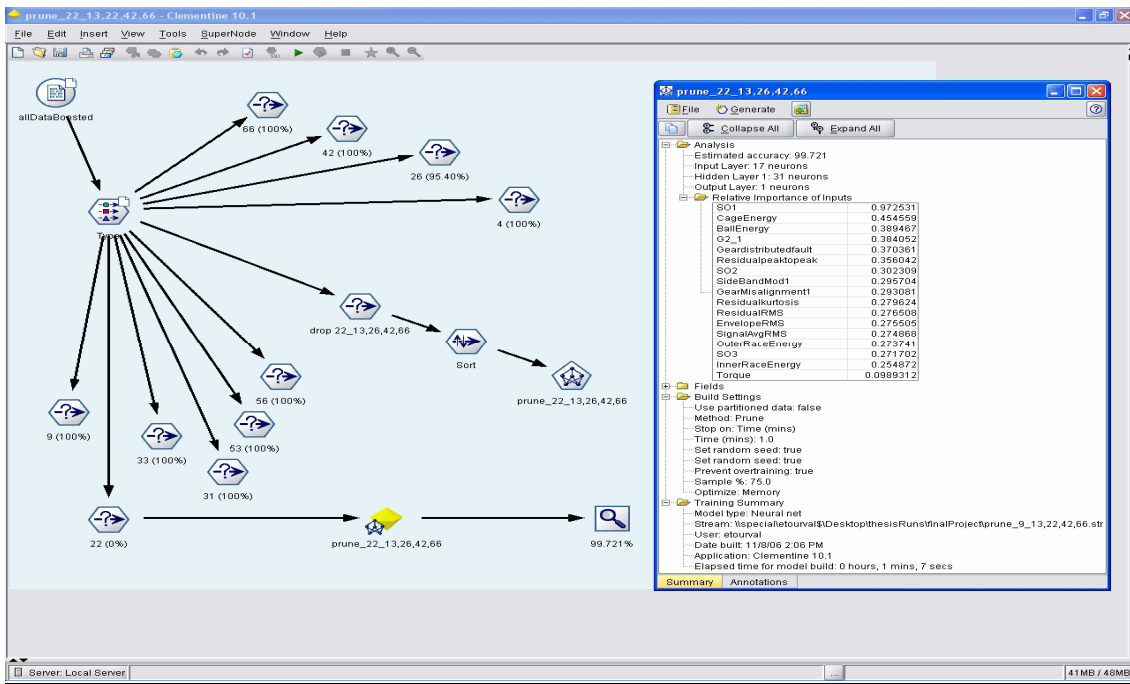 prune_22_13,22,42,66 - Clementine 10.1
File Edit Insert View Tools SuperNode Window Help
allDataBoosted
66 (100%)
42 (100%)
26 (95.40%)
4 (100%)
Type
drop 22_13,26,42,66
Sort
prune_22_13,26,42,66
56 (100%)
9 (100%)
53 (100%)
33 (100%)
31 (100%)
22 (0%)
prune_22_13,26,42,66
99.721%
prune_22_13,26,42,66
File Generate
Collapse All Expand All
Analysis
Estimated accuracy: 99.721
Input Layer: 17 neurons
Hidden Layer 1: 31 neurons
Output Layer: 1 neurons
Relative Importance of Inputs
SO1 0.972531
CageEnergy 0.454559
BallEnergy 0.389467
G2_1 0.384052
Geardistributedfault 0.370361
Residualpeaktopeak 0.356042
SO2 0.302309
SideBandMod1 0.295704
GearMisalignment1 0.293081
Residualkurtosis 0.279624
ResidualRMS 0.276508
EnvelopeRMS 0.275505
SignalAvgRMS 0.274868
OuterRaceEnergy 0.273741
SO3 0.271702
InnerRaceEnergy 0.254872
Torque 0.0989312
Fields
Build Settings
Use partitioned data: false
Method: Prune
Stop on: Time (mins)
Time (mins): 1.0
Set random seed: true
Set random seed: true
Prevent overtraining: true
Sample %: 75.0
Optimize: Memory
Training Summary
Model type: Neural net
Stream: \\special\etourval$\Desktop\thesisRuns\finalProject\prune_9_13,22,42,66.str
User: etourval
Date built: 11/8/06 2:06 PM
Application: Clementine 10.1
Elapsed time for model build: 0 hours, 1 mins, 7 secs
Summary Annotations
Server: Local Server
...
41MB / 48MB